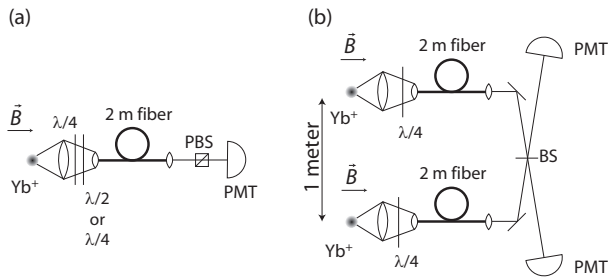 (a)
B⃗
λ/4
2 m fiber
PBS
Yb⁺
PMT
λ/2
or
λ/4
(b)
B⃗
2 m fiber
PMT
Yb⁺
λ/4
1 meter
BS
B⃗
2 m fiber
Yb⁺
λ/4
PMT